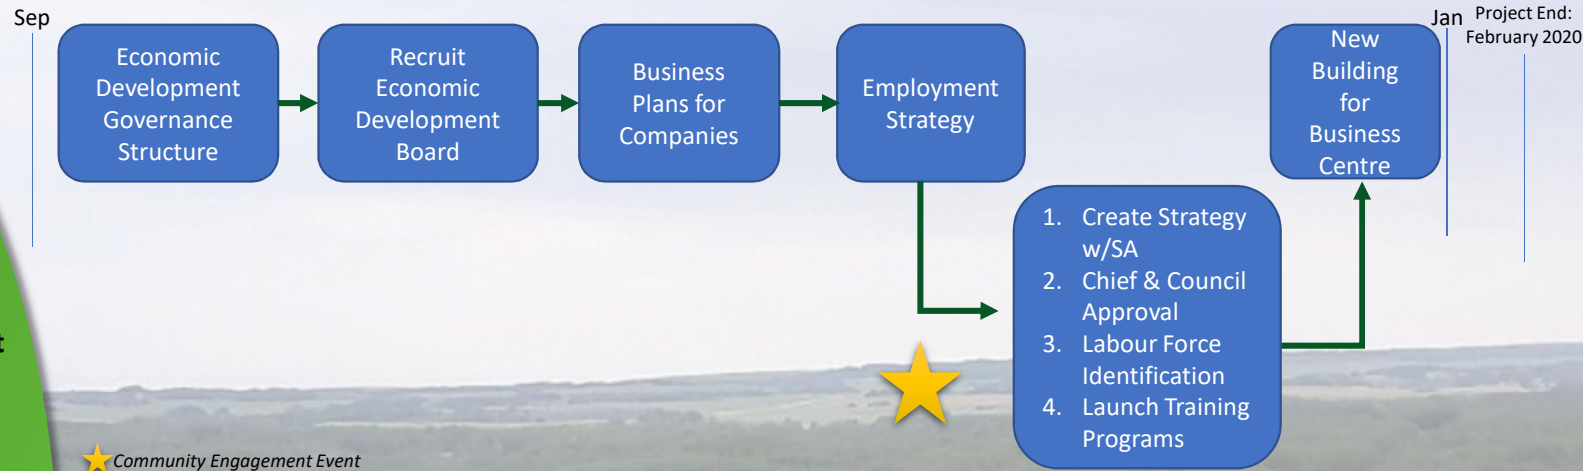 Sep
Economic
Development
Governance
Structure
Recruit
Economic
Development
Board
Business
Plans for
Companies
Employment
Strategy
New
Building
for
Business
Centre
Jan
Project End:
February 2020
1. Create Strategy
w/SA
2. Chief & Council
Approval
3. Labour Force
Identification
4. Launch Training
Programs
t
Community Engagement Event